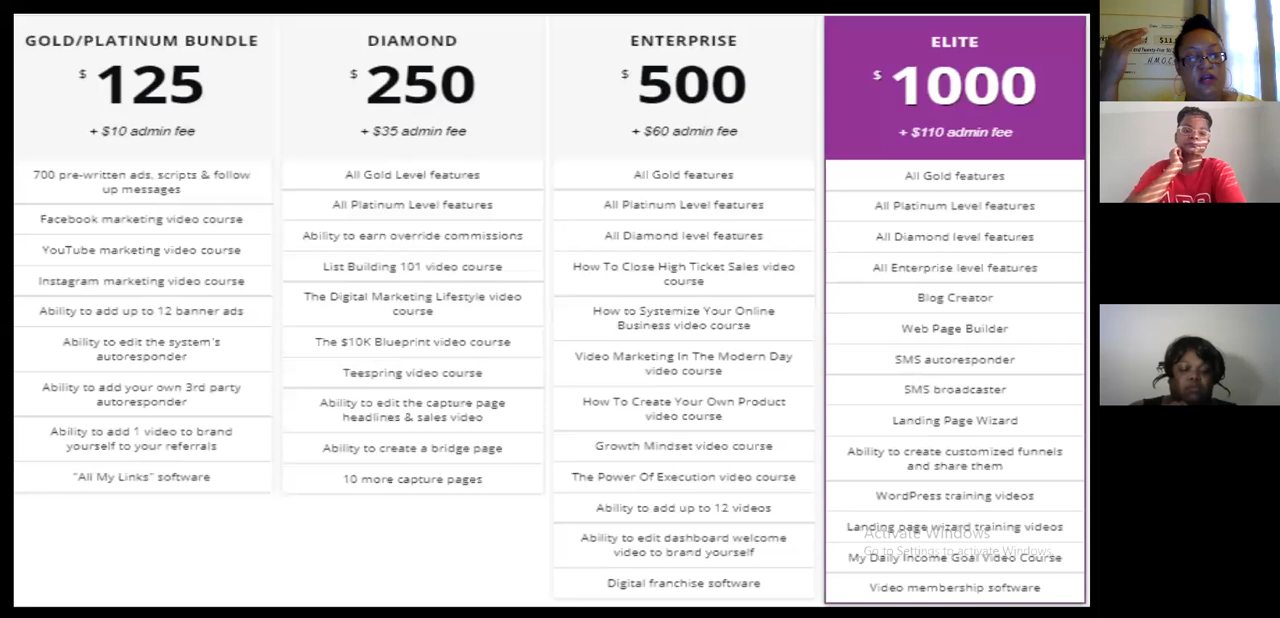 GOLD/PLATINUM BUNDLE
$125
+ $10 admin fee
700 pre-written ads, scripts & follow
up messages
Facebook marketing video course
YouTube marketing video course
Instagram marketing video course
Ability to add up to 12 banner ads
Ability to edit the system's
autoresponder
Ability to add your own 3rd party
autoresponder
Ability to add 1 video to brand
yourself to your referrals
"All My Links" software
DIAMOND
$250
+ $35 admin fee
All Gold Level features
All Platinum Level features
Ability to earn override commissions
List Building 101 video course
The Digital Marketing Lifestyle video
course
The $10K Blueprint video course
Teespring video course
Ability to edit the capture page
headlines & sales video
Ability to create a bridge page
10 more capture pages
ENTERPRISE
$500
+ $60 admin fee
All Gold features
All Platinum Level features
All Diamond level features
How To Close High Ticket Sales video
course
How to Systemize Your Online
Business video course
Video Marketing In The Modern Day
video course
How To Create Your Own Product
video course
Growth Mindset video course
The Power Of Execution video course
Ability to add up to 12 videos
Ability to edit dashboard welcome
video to brand yourself
Digital franchise software
ELITE
$1000
+ $110 admin fee
All Gold features
All Platinum Level features
All Diamond level features
All Enterprise level features
Blog Creator
Web Page Builder
SMS autoresponder
SMS broadcaster
Landing Page Wizard
Ability to create customized funnels
and share them
WordPress training videos
Landing page wizard training videos
My Daily Income Goal Video Course
Video membership software
Activate Windows
Go to Settings to activate Windows.